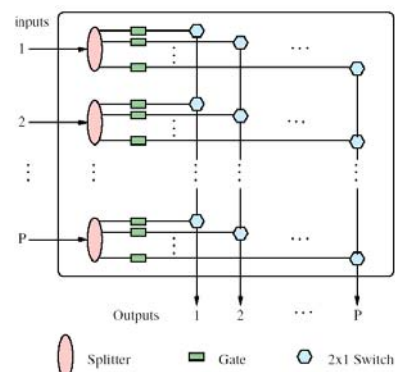 inputs
1
...
2
...
...
P
...
Outputs 1 2 ... P
Splitter Gate 2x1 Switch